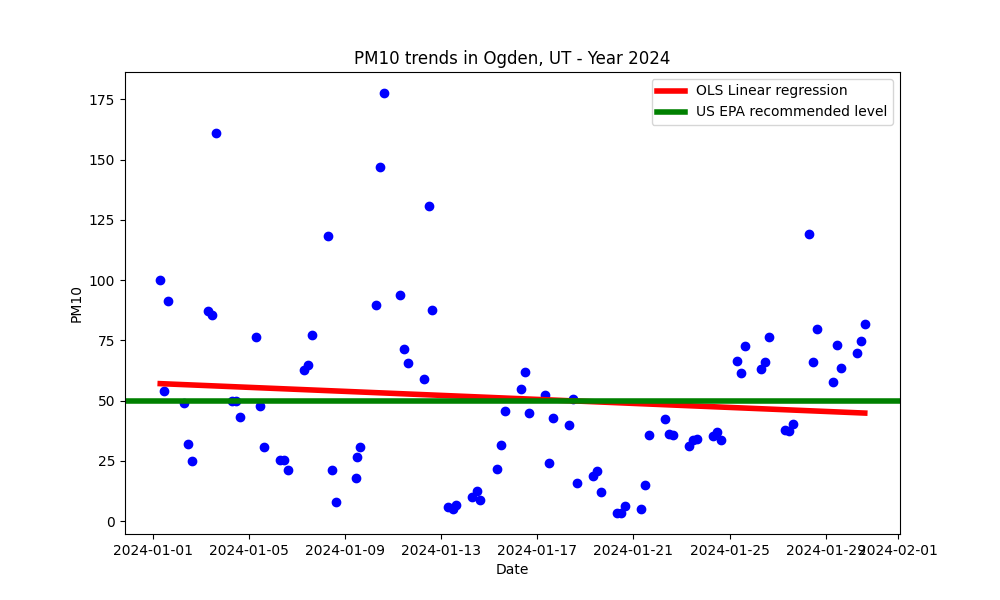 PM10 trends in Ogden, UT - Year 2024
OLS Linear regression
US EPA recommended level
175
150
125
100
75
50
25
0
PM10
2024-01-01 2024-01-05 2024-01-09 2024-01-13 2024-01-17 2024-01-21 2024-01-25 2024-01-29 2024-02-01
Date